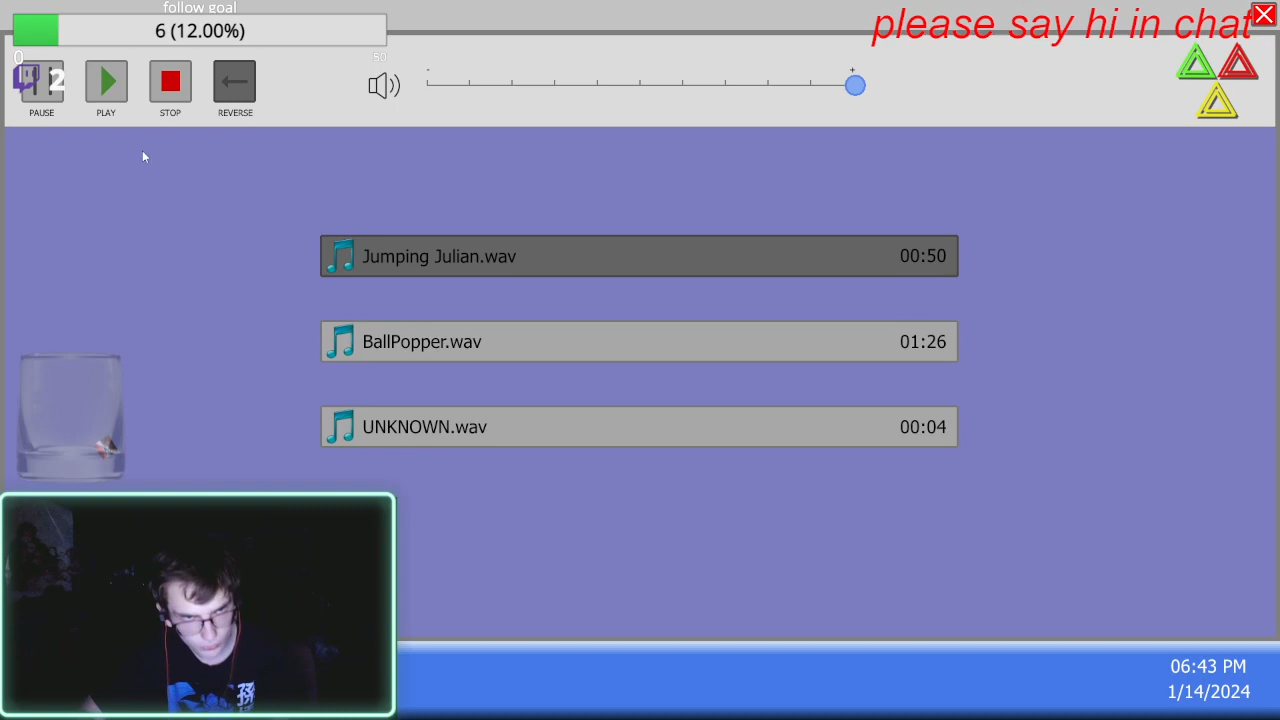 follow goal
6 (12.00%)
please say hi in chat
0
50
2
- +
PAUSE PLAY STOP REVERSE
Jumping Julian.wav 00:50
BallPopper.wav 01:26
UNKNOWN.wav 00:04
06:43 PM
1/14/2024